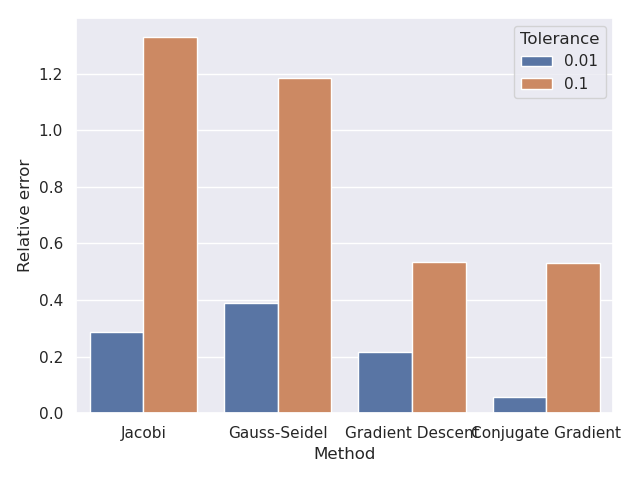 Tolerance
0.01
0.1
Relative error
1.2
1.0
0.8
0.6
0.4
0.2
0.0
Jacobi
Gauss-Seidel
Gradient Descent
Conjugate Gradient
Method